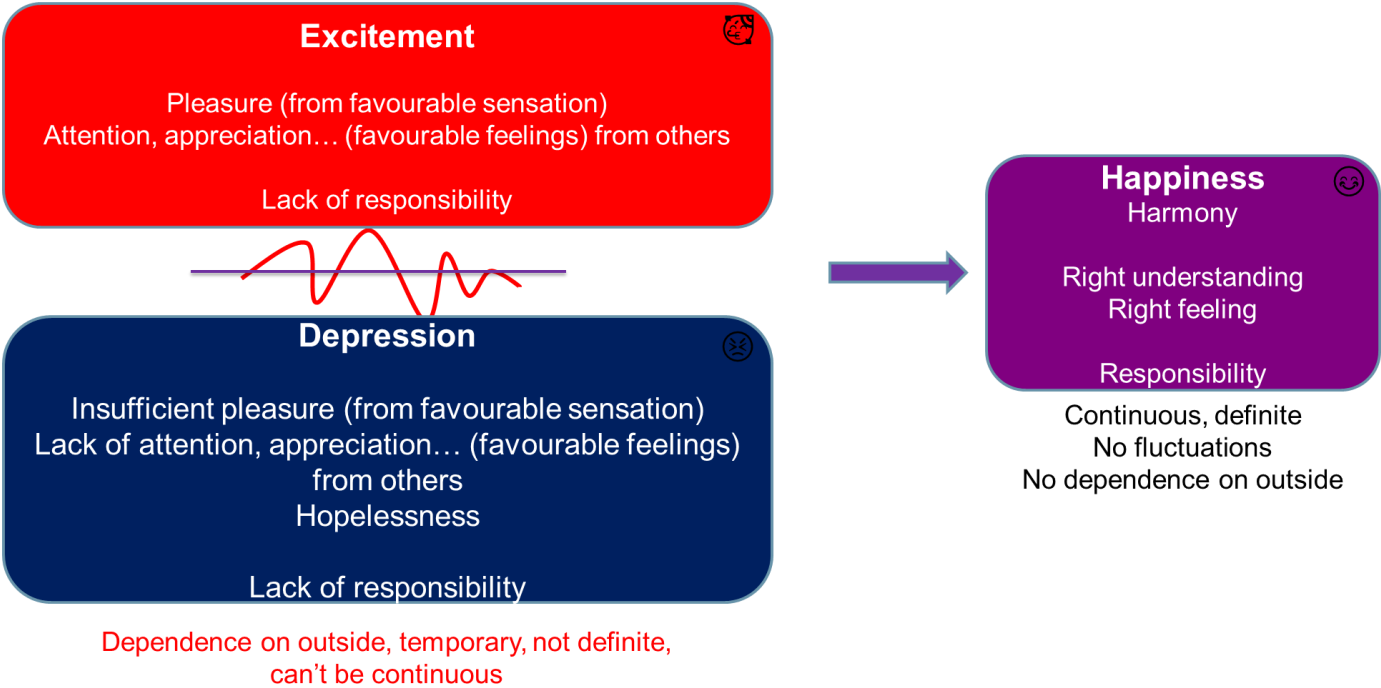 Excitement
Pleasure (from favourable sensation)
Attention, appreciation… (favourable feelings) from others
Lack of responsibility
Depression
Insufficient pleasure (from favourable sensation)
Lack of attention, appreciation… (favourable feelings)
from others
Hopelessness
Lack of responsibility
Dependence on outside, temporary, not definite,
can’t be continuous
Happiness
Harmony
Right understanding
Right feeling
Responsibility
Continuous, definite
No fluctuations
No dependence on outside